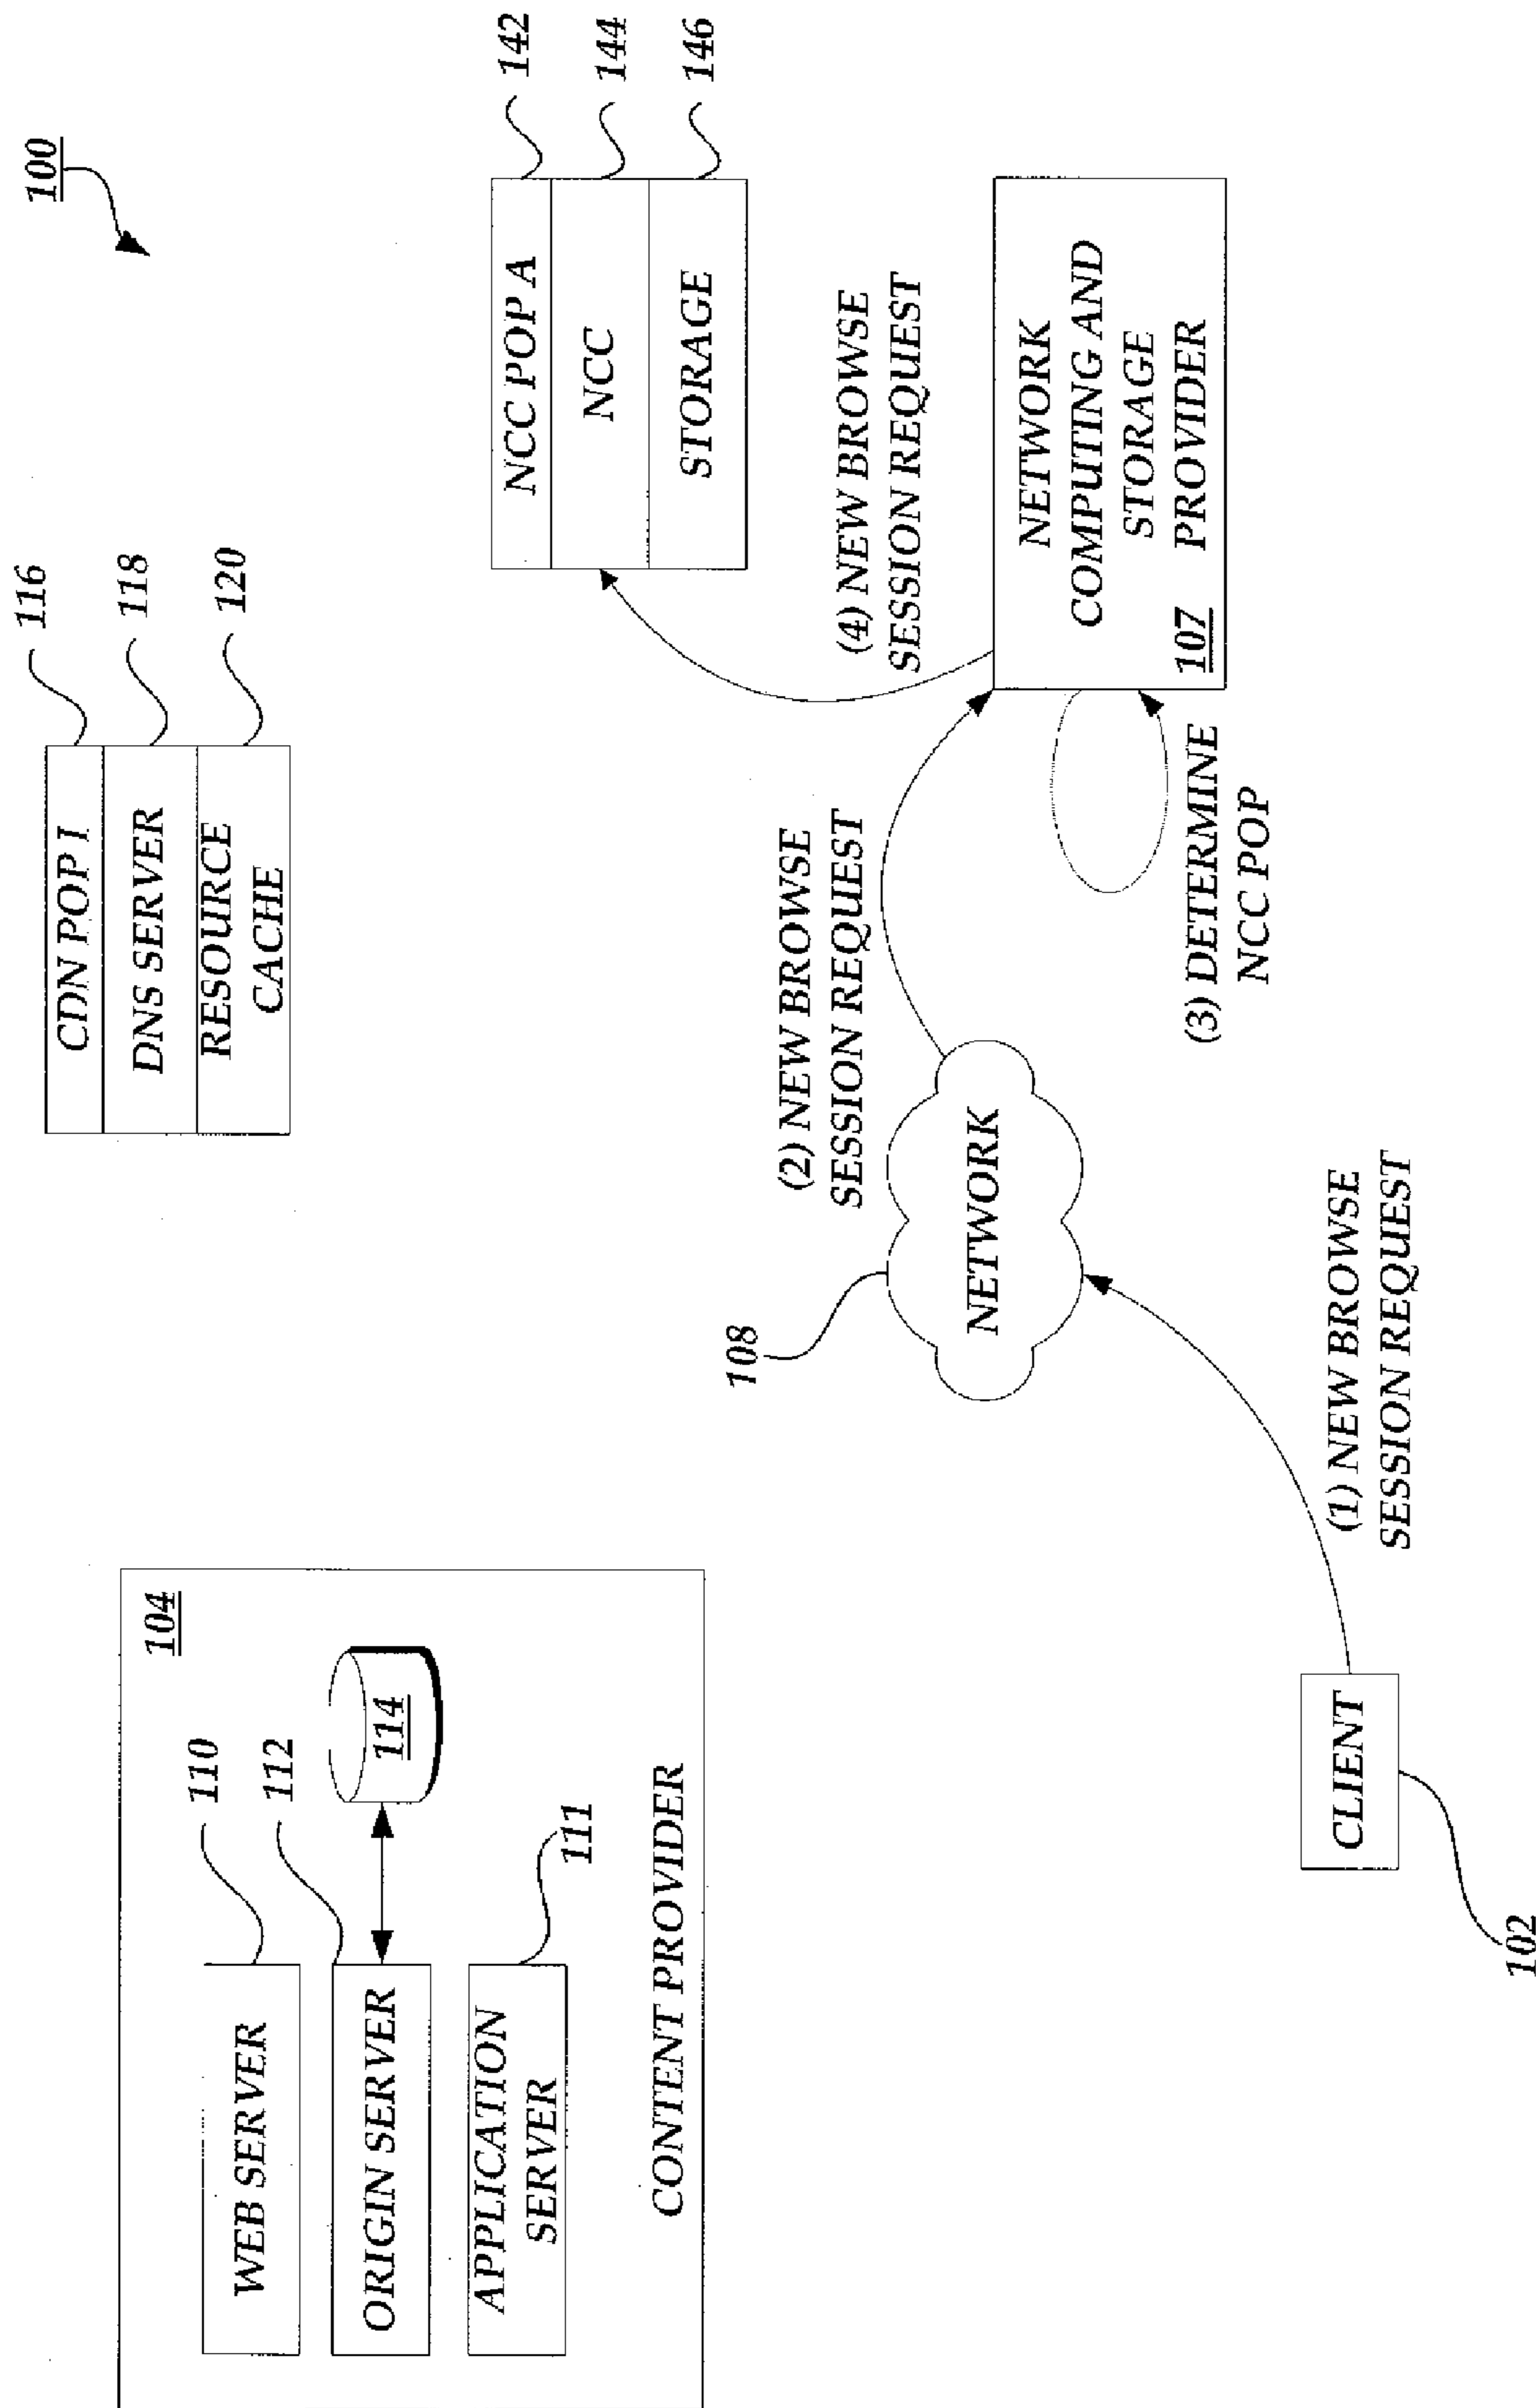 100
104
110
WEB SERVER
112
ORIGIN SERVER
114
APPLICATION
SERVER
111
CONTENT PROVIDER
116
CDN POP I
118
DNS SERVER
120
RESOURCE
CACHE
142
NCC POP A
144
NCC
146
STORAGE
108
NETWORK
(2) NEW BROWSE
SESSION REQUEST
(4) NEW BROWSE
SESSION REQUEST
NETWORK
COMPUTING AND
STORAGE
107 PROVIDER
(3) DETERMINE
NCC POP
(1) NEW BROWSE
SESSION REQUEST
CLIENT
102